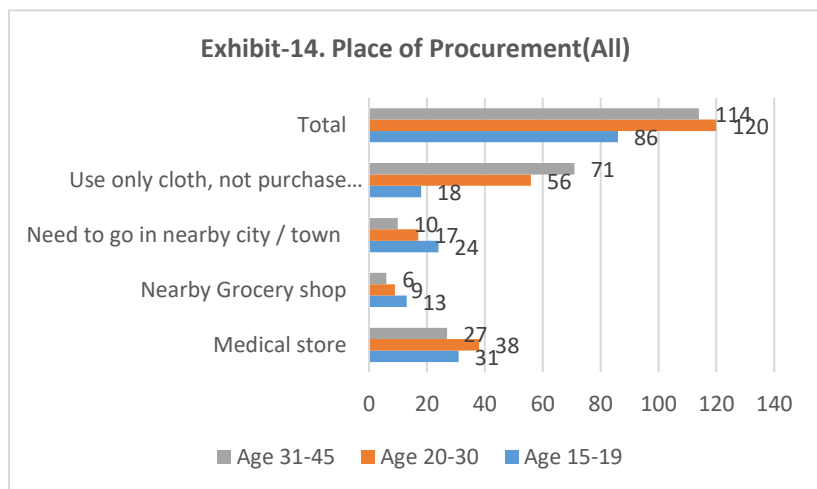 Exhibit-14. Place of Procurement(All)
Total
114
120
86
Use only cloth, not purchase...
71
56
18
Need to go in nearby city / town
10
17
24
Nearby Grocery shop
6
9
13
Medical store
27
38
31
0 20 40 60 80 100 120 140
Age 31-45 Age 20-30 Age 15-19